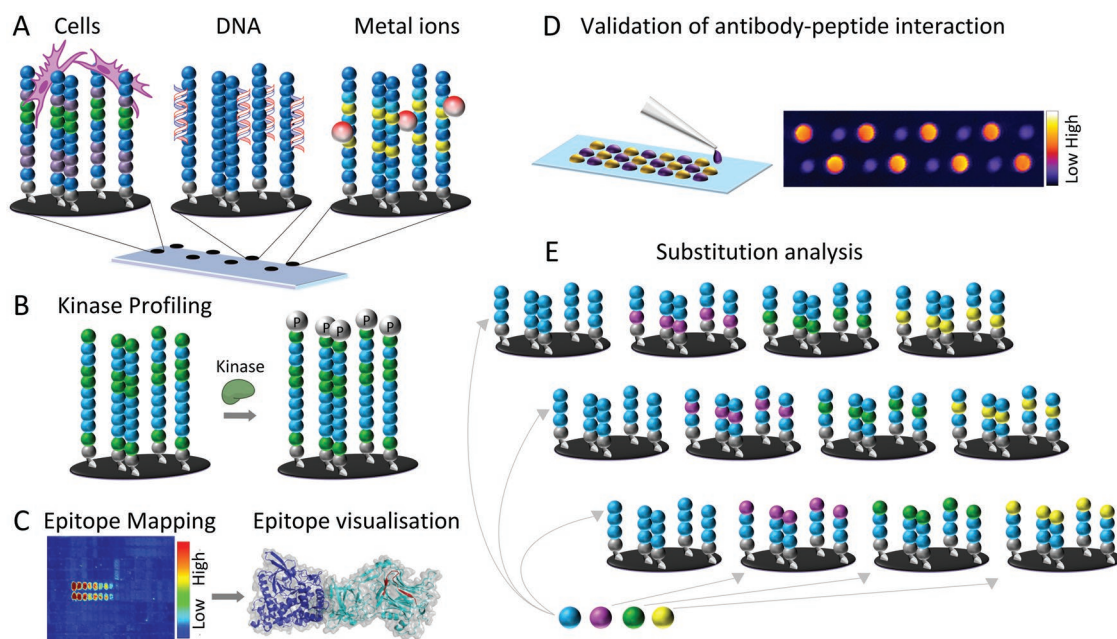 A
Cells
DNA
Metal ions
B
Kinase Profiling
P
P
P
P
P
Kinase
C
Epitope Mapping
Low High
Epitope visualisation
D
Validation of antibody-peptide interaction
Low High
E
Substitution analysis